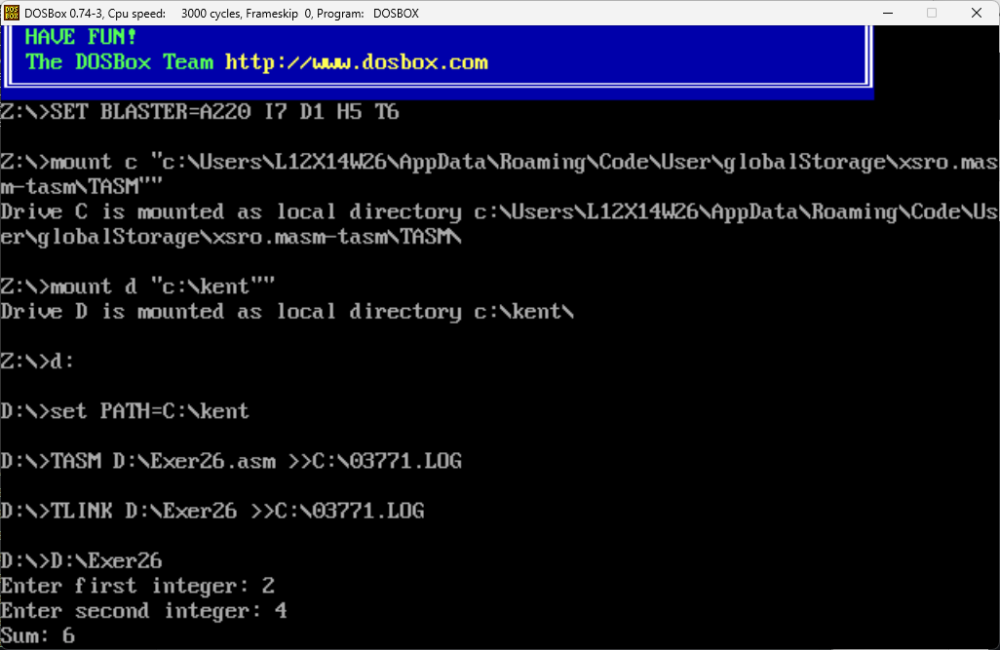 DOSBox 0.74-3, Cpu speed:    3000 cycles, Frameskip  0, Program:   DOSBOX
HAVE FUN!
The DOSBox Team http://www.dosbox.com
Z:\>SET BLASTER=A220 I7 D1 H5 T6
Z:\>mount c "c:\Users\L12X14W26\AppData\Roaming\Code\User\globalStorage\xsro.mas
m-tasm\TASM""
Drive C is mounted as local directory c:\Users\L12X14W26\AppData\Roaming\Code\Us
er\globalStorage\xsro.masm-tasm\TASM\
Z:\>mount d "c:\kent""
Drive D is mounted as local directory c:\kent\
Z:\>d:
D:\>set PATH=C:\kent
D:\>TASM D:\Exer26.asm >>C:\03771.LOG
D:\>TLINK D:\Exer26 >>C:\03771.LOG
D:\>D:\Exer26
Enter first integer: 2
Enter second integer: 4
Sum: 6